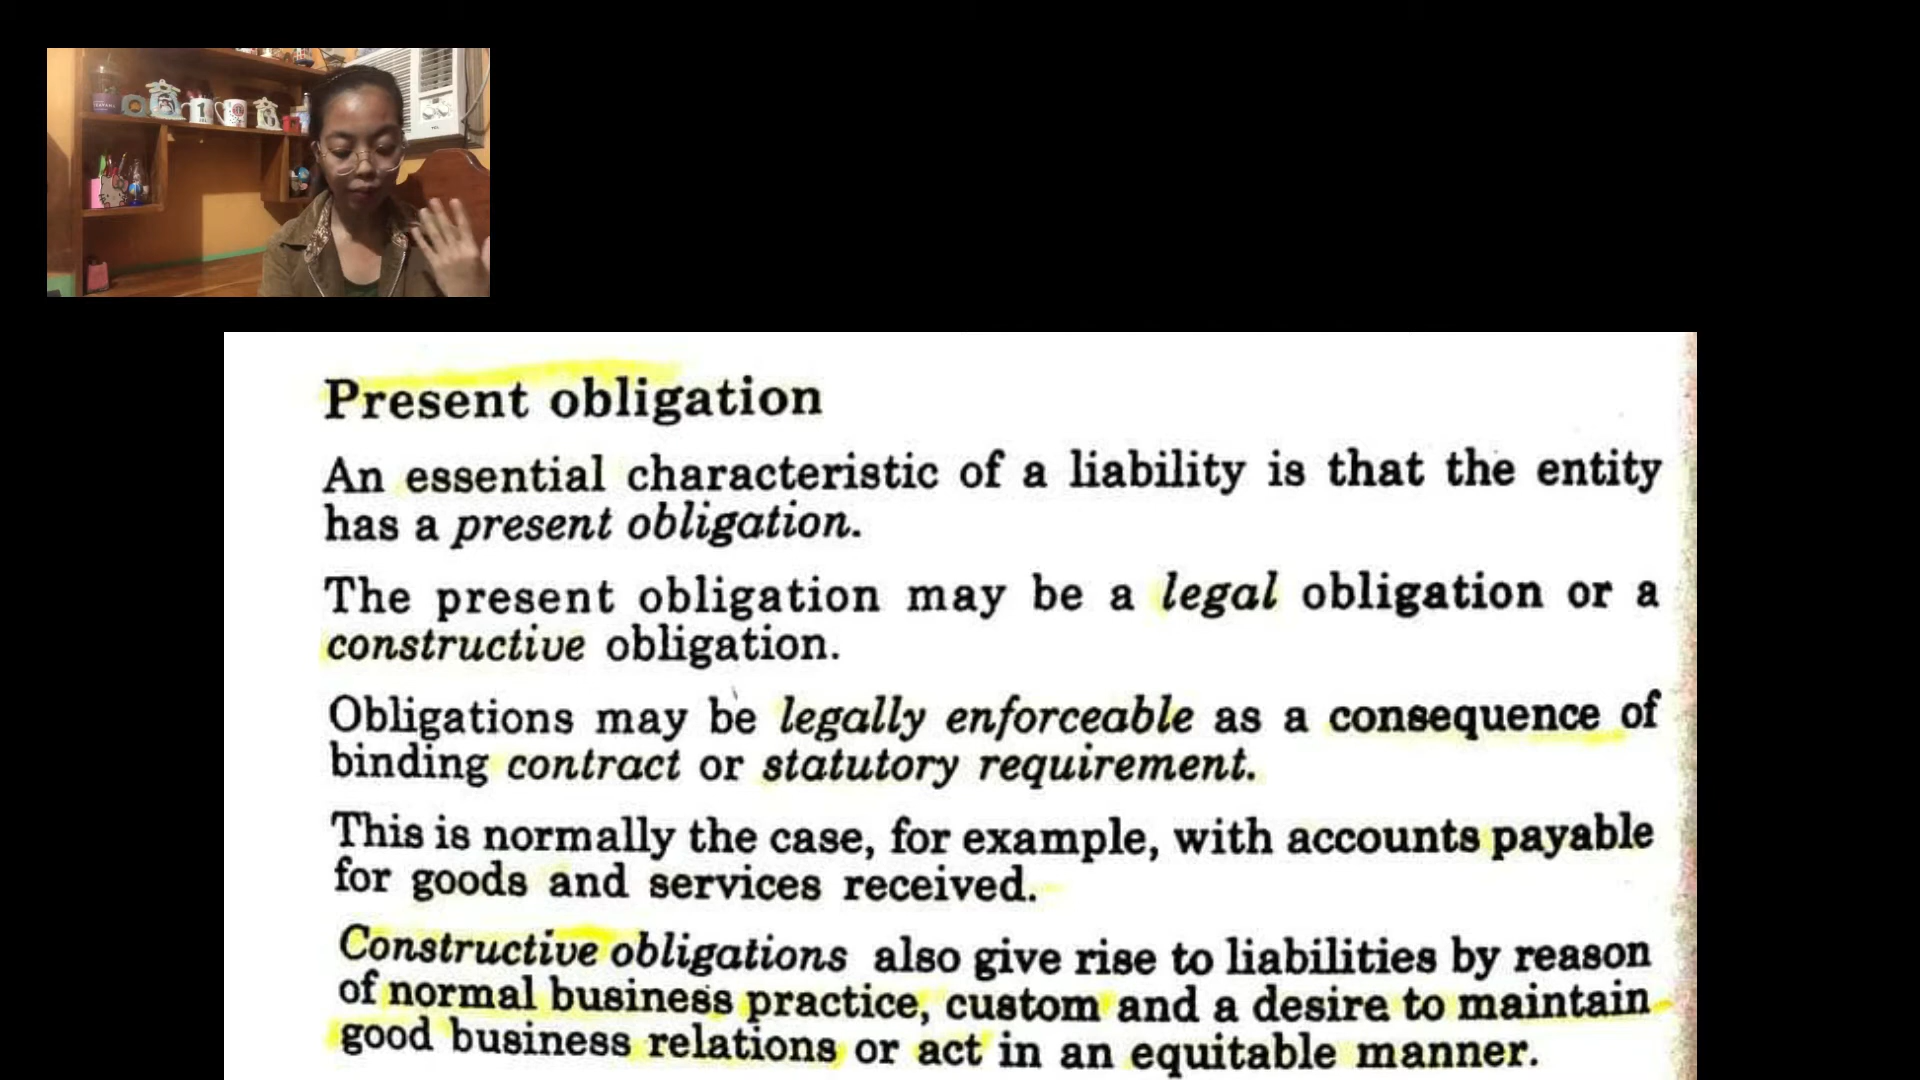 Present obligation
An essential characteristic of a liability is that the entity
has a present obligation.
The present obligation may be a legal obligation or a
constructive obligation.
Obligations may be legally enforceable as a consequence of
binding contract or statutory requirement.
This is normally the case, for example, with accounts payable
for goods and services received.
Constructive obligations also give rise to liabilities by reason
of normal business practice, custom and a desire to maintain
good business relations or act in an equitable manner.